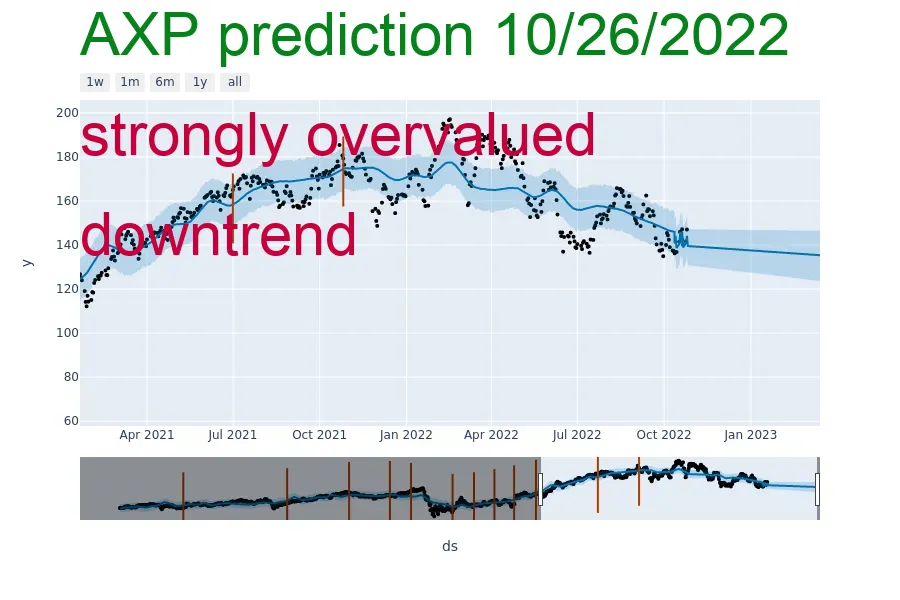 AXP prediction 10/26/2022
1w 1m 6m 1y all
200
strongly overvalued
180
160
downtrend
140
y
120
100
80
60
Apr 2021 Jul 2021 Oct 2021 Jan 2022 Apr 2022 Jul 2022 Oct 2022 Jan 2023
ds